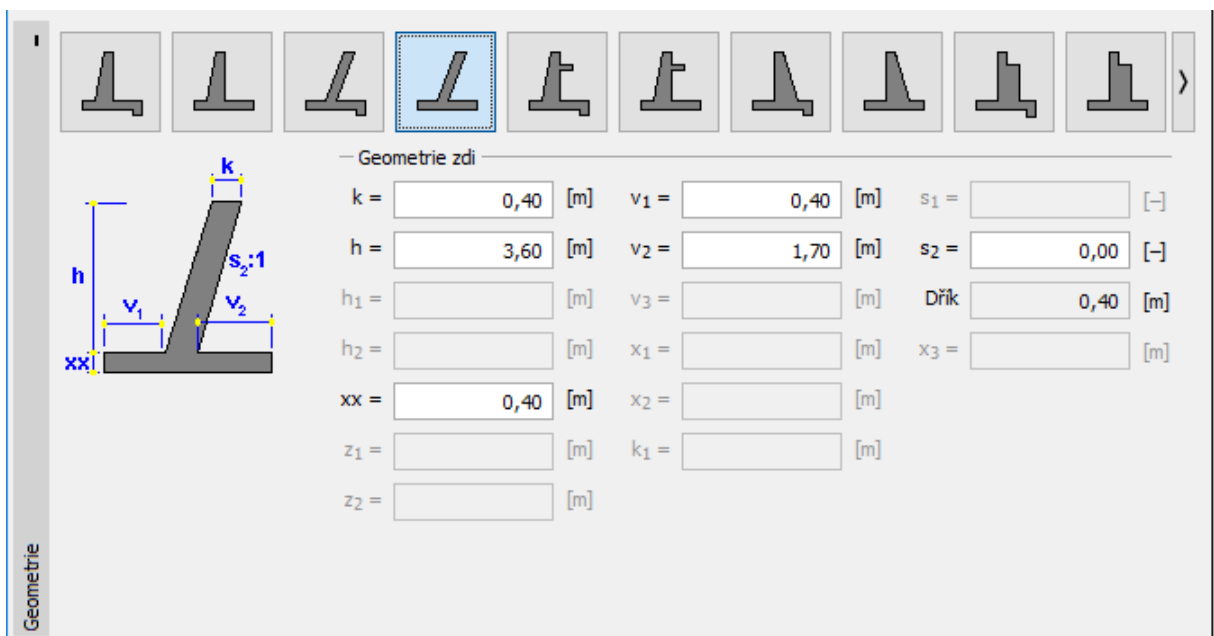 Geometrie zdi
k = 0,40 [m] v1 = 0,40 [m] s1 = [–]
h = 3,60 [m] v2 = 1,70 [m] s2 = 0,00 [–]
h1 = [m] v3 = [m] Dřík 0,40 [m]
h2 = [m] x1 = [m] x3 = [m]
xx = 0,40 [m] x2 = [m]
z1 = [m] k1 = [m]
z2 = [m]
k
h
s2:1
v1
v2
xx
Geometrie